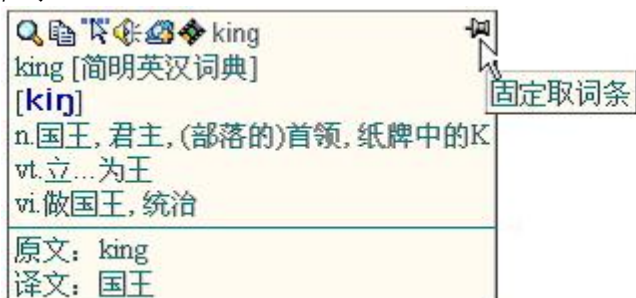 king
king [简明英汉词典]
[kiŋ]
固定取词条
n.国王, 君主, (部落的)首领, 纸牌中的K
vt.立...为王
vi.做国王, 统治
原文: king
译文: 国王